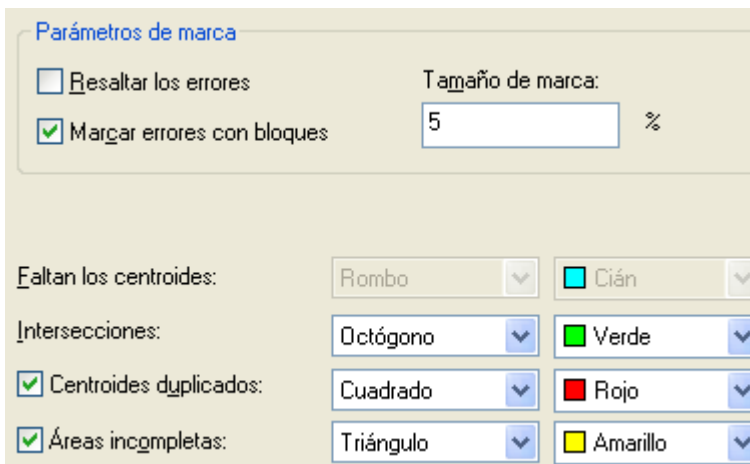 Parámetros de marca
Resaltar los errores
Tamaño de marca:
Marcar errores con bloques
5 %
Faltan los centroides: Rombo Cián
Intersecciones: Octógono Verde
Centroides duplicados: Cuadrado Rojo
Áreas incompletas: Triángulo Amarillo